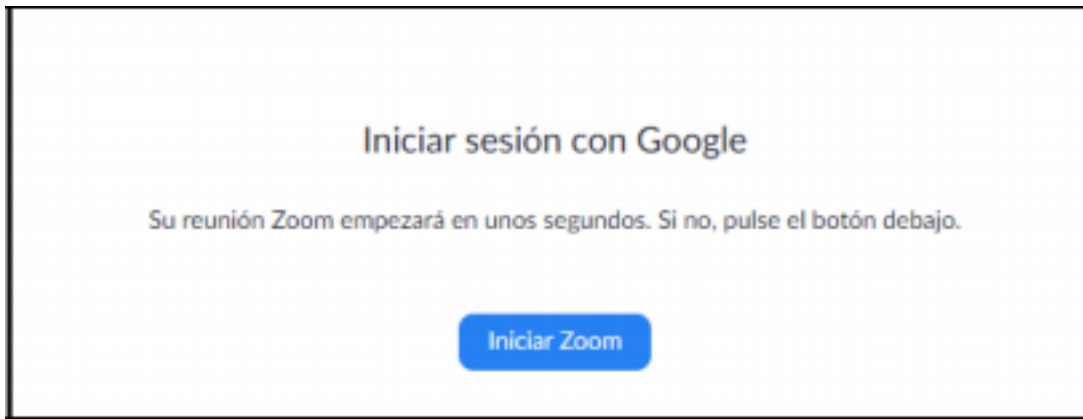 Iniciar sesión con Google
Su reunión Zoom empezará en unos segundos. Si no, pulse el botón debajo.
Iniciar Zoom